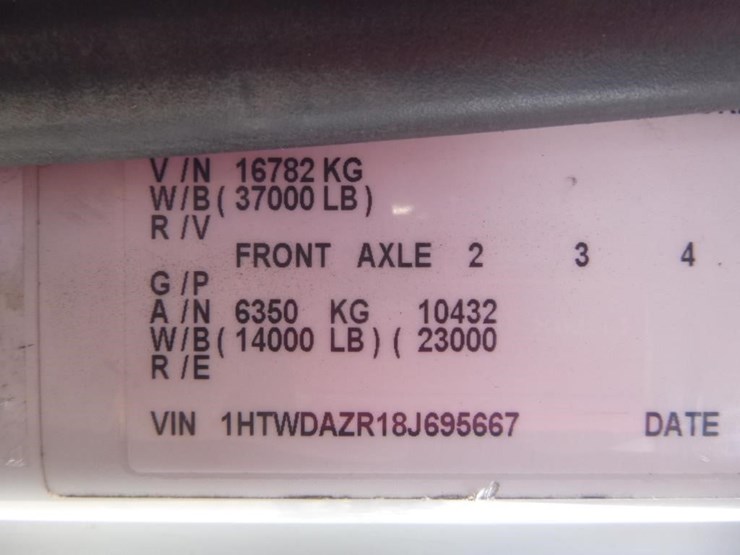 V/N 16782 KG
W/B ( 37000 LB )
R/V
FRONT AXLE 2 3 4
G/P
A/N 6350 KG 10432
W/B ( 14000 LB ) ( 23000
R/E
VIN 1HTWDAZR18J695667 DATE